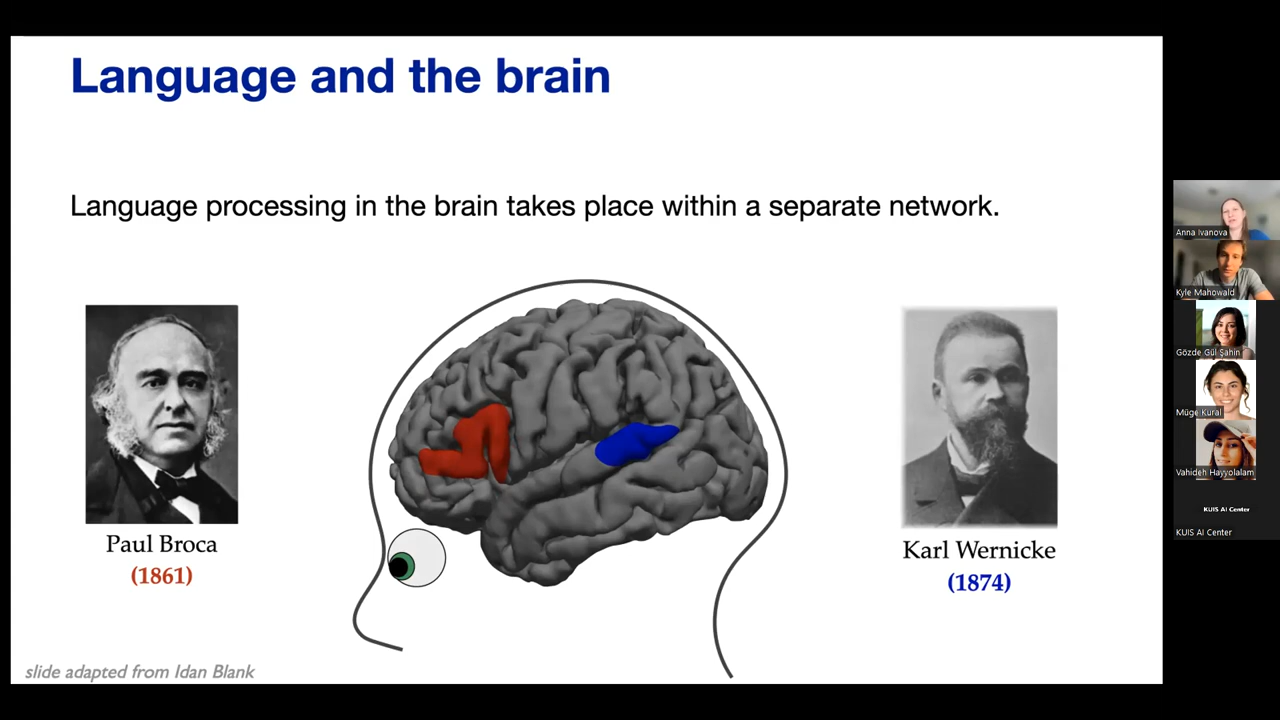 Language and the brain
Language processing in the brain takes place within a separate network.
Paul Broca
(1861)
Karl Wernicke
(1874)
slide adapted from Idan Blank
Anna Ivanova
Kyle Mahowald
Gözde Gül Şahin
Müge Kural
Vahideh Hayyolalam
KUIS AI Center
KUIS AI Center